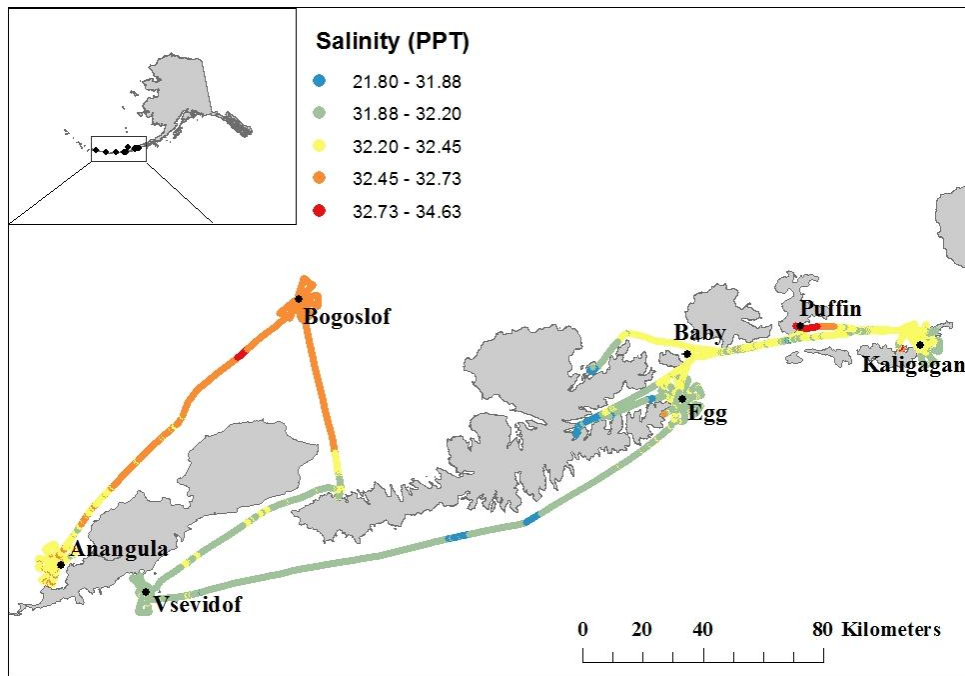 Salinity (PPT)
21.80 - 31.88
31.88 - 32.20
32.20 - 32.45
32.45 - 32.73
32.73 - 34.63
Bogoslof
Puffin
Baby
Kaligagan
Egg
Anangula
Vsevidof
0 20 40 80 Kilometers